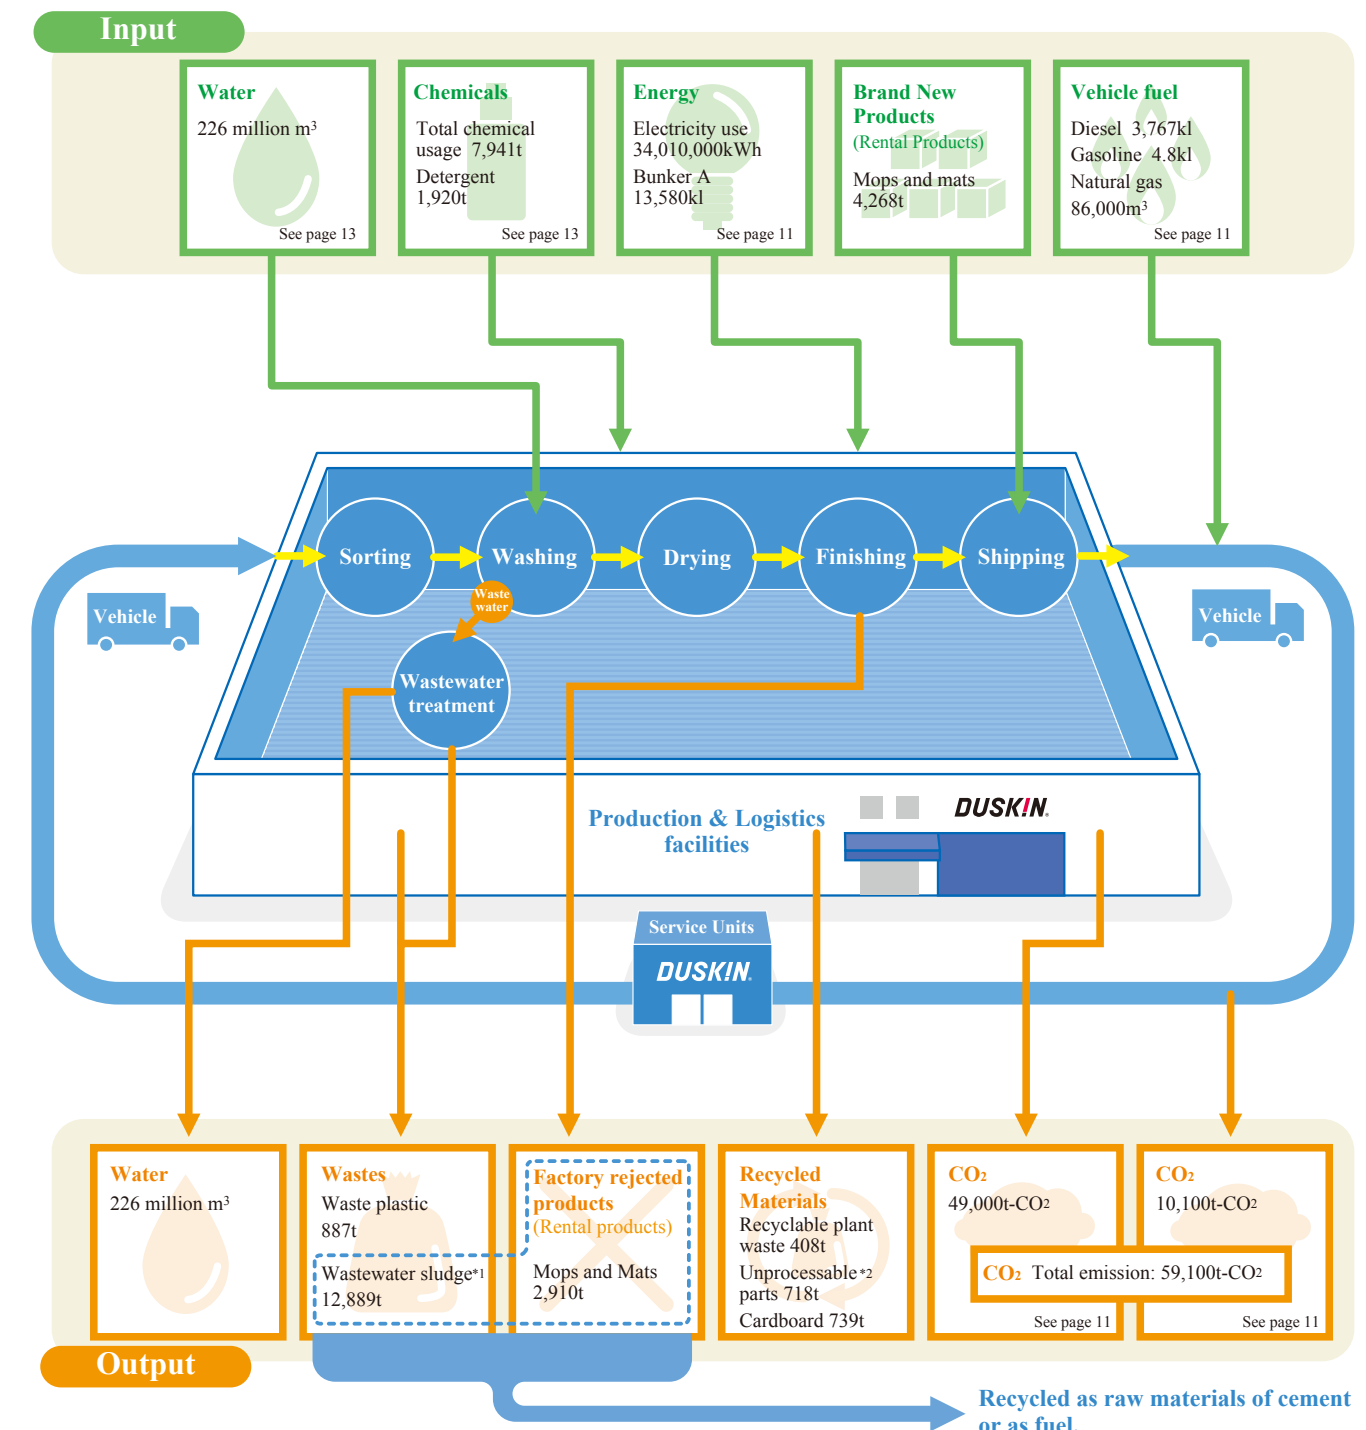 Input
Water
226 million m³
See page 13
Chemicals
Total chemical
usage 7,941t
Detergent
1,920t
See page 13
Energy
Electricity use
34,010,000kWh
Bunker A
13,580kl
See page 11
Brand New
Products
(Rental Products)
Mops and mats
4,268t
Vehicle fuel
Diesel 3,767kl
Gasoline 4.8kl
Natural gas
86,000m³
See page 11
Sorting
Washing
Drying
Finishing
Shipping
Waste
water
Wastewater
treatment
Vehicle
Vehicle
Production & Logistics
facilities
DUSKIN
Service Units
DUSKIN
Water
226 million m³
Wastes
Waste plastic
887t
Wastewater sludge*1
12,889t
Factory rejected
products
(Rental products)
Mops and Mats
2,910t
Recycled
Materials
Recyclable plant
waste 408t
Unprocessable*2
parts 718t
Cardboard 739t
CO₂
49,000t-CO₂
See page 11
CO₂
10,100t-CO₂
See page 11
CO₂ Total emission: 59,100t-CO₂
Output
Recycled as raw materials of cement
or as fuel.